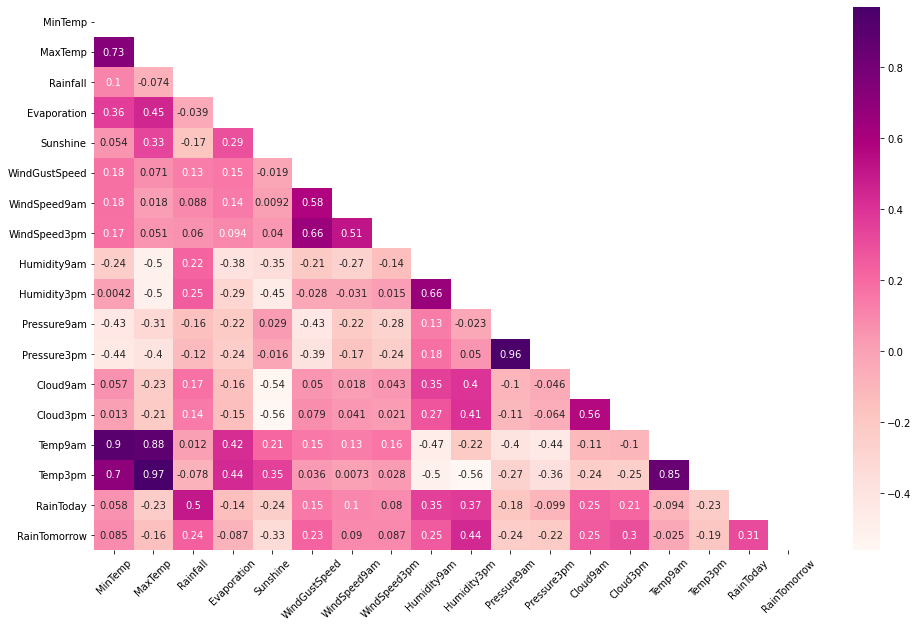 MinTemp
MaxTemp 0.73
Rainfall 0.1 -0.074
Evaporation 0.36 0.45 -0.039
Sunshine 0.054 0.33 -0.17 0.29
WindGustSpeed 0.18 0.071 0.13 0.15 -0.019
WindSpeed9am 0.18 0.018 0.088 0.14 0.0092 0.58
WindSpeed3pm 0.17 0.051 0.06 0.094 0.04 0.66 0.51
Humidity9am -0.24 -0.5 0.22 -0.38 -0.35 -0.21 -0.27 -0.14
Humidity3pm 0.0042 -0.5 0.25 -0.29 -0.45 -0.028 -0.031 0.015 0.66
Pressure9am -0.43 -0.31 -0.16 -0.22 0.029 -0.43 -0.22 -0.28 0.13 -0.023
Pressure3pm -0.44 -0.4 -0.12 -0.24 -0.016 -0.39 -0.17 -0.24 0.18 0.05 0.96
Cloud9am 0.057 -0.23 0.17 -0.16 -0.54 0.05 0.018 0.043 0.35 0.4 -0.1 -0.046
Cloud3pm 0.013 -0.21 0.14 -0.15 -0.56 0.079 0.041 0.021 0.27 0.41 -0.11 -0.064 0.56
Temp9am 0.9 0.88 0.012 0.42 0.21 0.15 0.13 0.16 -0.47 -0.22 -0.4 -0.44 -0.11 -0.1
Temp3pm 0.7 0.97 -0.078 0.44 0.35 0.036 0.0073 0.028 -0.5 -0.56 -0.27 -0.36 -0.24 -0.25 0.85
RainToday 0.058 -0.23 0.5 -0.14 -0.24 0.15 0.1 0.08 0.35 0.37 -0.18 -0.099 0.25 0.21 -0.094 -0.23
RainTomorrow 0.085 -0.16 0.24 -0.087 -0.33 0.23 0.09 0.087 0.25 0.44 -0.24 -0.22 0.25 0.3 -0.025 -0.19 0.31
MinTemp MaxTemp Rainfall Evaporation Sunshine WindGustSpeed WindSpeed9am WindSpeed3pm Humidity9am Humidity3pm Pressure9am Pressure3pm Cloud9am Cloud3pm Temp9am Temp3pm RainToday RainTomorrow
0.8
0.6
0.4
0.2
0.0
-0.2
-0.4